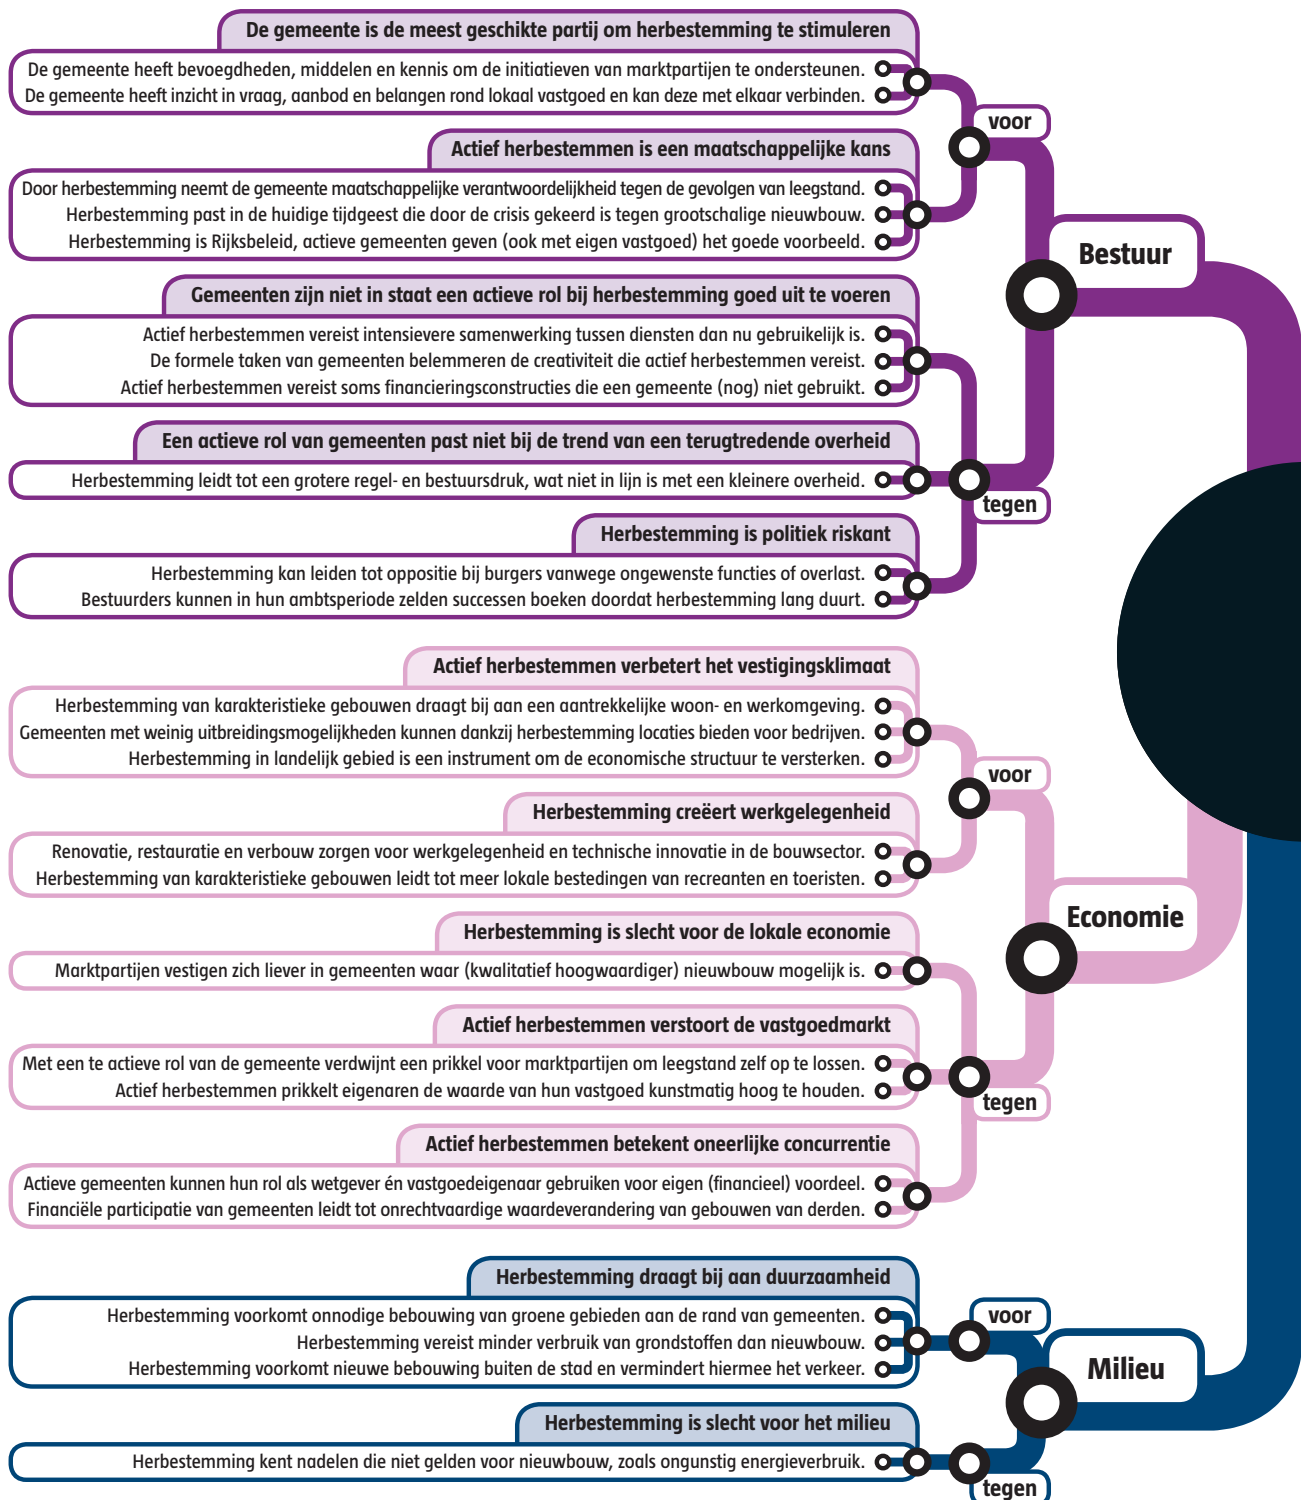 De gemeente is de meest geschikte partij om herbestemming te stimuleren
De gemeente heeft bevoegdheden, middelen en kennis om de initiatieven van marktpartijen te ondersteunen.
De gemeente heeft inzicht in vraag, aanbod en belangen rond lokaal vastgoed en kan deze met elkaar verbinden.
voor
Actief herbestemmen is een maatschappelijke kans
Door herbestemming neemt de gemeente maatschappelijke verantwoordelijkheid tegen de gevolgen van leegstand.
Herbestemming past in de huidige tijdgeest die door de crisis gekeerd is tegen grootschalige nieuwbouw.
Herbestemming is Rijksbeleid, actieve gemeenten geven (ook met eigen vastgoed) het goede voorbeeld.
Bestuur
Gemeenten zijn niet in staat een actieve rol bij herbestemming goed uit te voeren
Actief herbestemmen vereist intensievere samenwerking tussen diensten dan nu gebruikelijk is.
De formele taken van gemeenten belemmeren de creativiteit die actief herbestemmen vereist.
Actief herbestemmen vereist soms financieringsconstructies die een gemeente (nog) niet gebruikt.
Een actieve rol van gemeenten past niet bij de trend van een terugtredende overheid
Herbestemming leidt tot een grotere regel- en bestuursdruk, wat niet in lijn is met een kleinere overheid.
tegen
Herbestemming is politiek riskant
Herbestemming kan leiden tot oppositie bij burgers vanwege ongewenste functies of overlast.
Bestuurders kunnen in hun ambtsperiode zelden successen boeken doordat herbestemming lang duurt.
Actief herbestemmen verbetert het vestigingsklimaat
Herbestemming van karakteristieke gebouwen draagt bij aan een aantrekkelijke woon- en werkomgeving.
Gemeenten met weinig uitbreidingsmogelijkheden kunnen dankzij herbestemming locaties bieden voor bedrijven.
Herbestemming in landelijk gebied is een instrument om de economische structuur te versterken.
voor
Herbestemming creëert werkgelegenheid
Renovatie, restauratie en verbouw zorgen voor werkgelegenheid en technische innovatie in de bouwsector.
Herbestemming van karakteristieke gebouwen leidt tot meer lokale bestedingen van recreanten en toeristen.
Economie
Herbestemming is slecht voor de lokale economie
Marktpartijen vestigen zich liever in gemeenten waar (kwalitatief hoogwaardiger) nieuwbouw mogelijk is.
Actief herbestemmen verstoort de vastgoedmarkt
Met een te actieve rol van de gemeente verdwijnt een prikkel voor marktpartijen om leegstand zelf op te lossen.
Actief herbestemmen prikkelt eigenaren de waarde van hun vastgoed kunstmatig hoog te houden.
tegen
Actief herbestemmen betekent oneerlijke concurrentie
Actieve gemeenten kunnen hun rol als wetgever én vastgoedeigenaar gebruiken voor eigen (financieel) voordeel.
Financiële participatie van gemeenten leidt tot onrechtvaardige waardeverandering van gebouwen van derden.
Herbestemming draagt bij aan duurzaamheid
Herbestemming voorkomt onnodige bebouwing van groene gebieden aan de rand van gemeenten.
Herbestemming vereist minder verbruik van grondstoffen dan nieuwbouw.
Herbestemming voorkomt nieuwe bebouwing buiten de stad en vermindert hiermee het verkeer.
voor
Milieu
Herbestemming is slecht voor het milieu
Herbestemming kent nadelen die niet gelden voor nieuwbouw, zoals ongunstig energieverbruik.
tegen